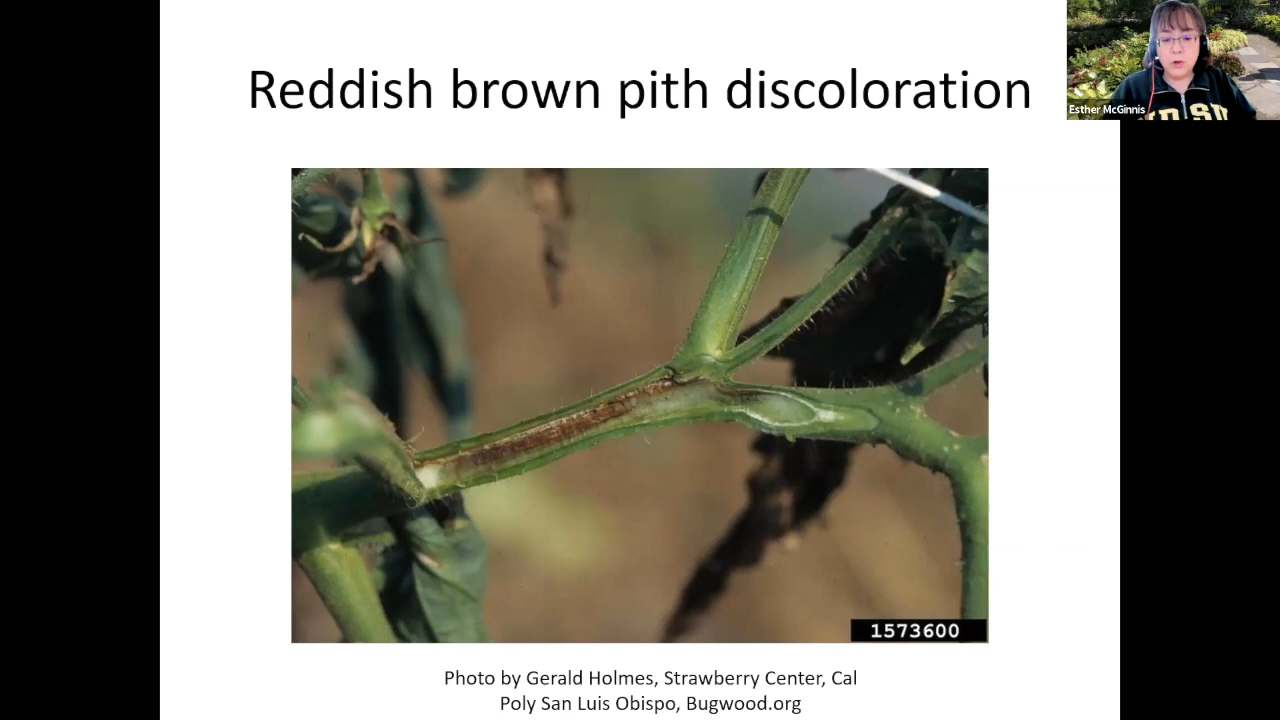 Reddish brown pith discoloration
Esther McGinnis
1573600
Photo by Gerald Holmes, Strawberry Center, Cal
Poly San Luis Obispo, Bugwood.org